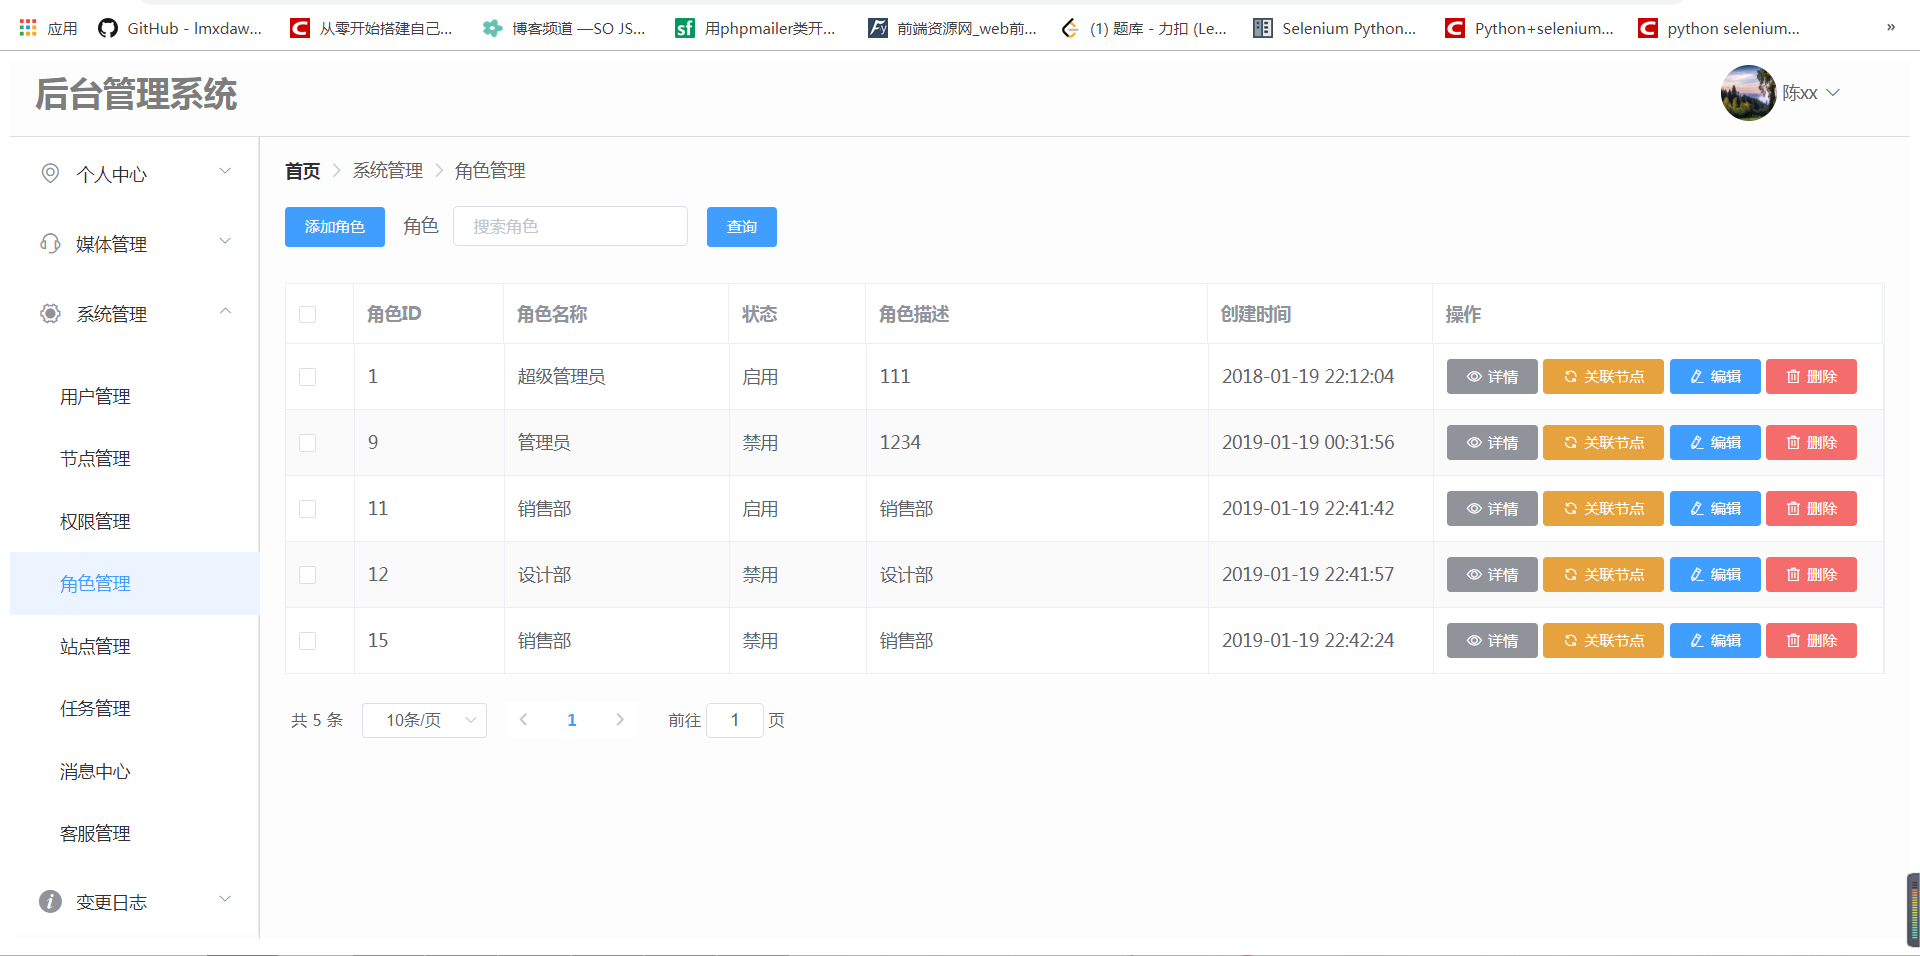 应用 GitHub - lmxdaw... 从零开始搭建自己... 博客频道 —SO JS... 用phpmailer类开... 前端资源网_web前... (1) 题库 - 力扣 (Le... Selenium Python... Python+selenium... python selenium... »
后台管理系统
陈xx
个人中心
媒体管理
系统管理
用户管理
节点管理
权限管理
角色管理
站点管理
任务管理
消息中心
客服管理
变更日志
首页 > 系统管理 > 角色管理
添加角色 角色 搜索角色 查询
角色ID 角色名称 状态 角色描述 创建时间 操作
1 超级管理员 启用 111 2018-01-19 22:12:04 详情 关联节点 编辑 删除
9 管理员 禁用 1234 2019-01-19 00:31:56 详情 关联节点 编辑 删除
11 销售部 启用 销售部 2019-01-19 22:41:42 详情 关联节点 编辑 删除
12 设计部 禁用 设计部 2019-01-19 22:41:57 详情 关联节点 编辑 删除
15 销售部 禁用 销售部 2019-01-19 22:42:24 详情 关联节点 编辑 删除
共 5 条 10条/页 < 1 > 前往 1 页